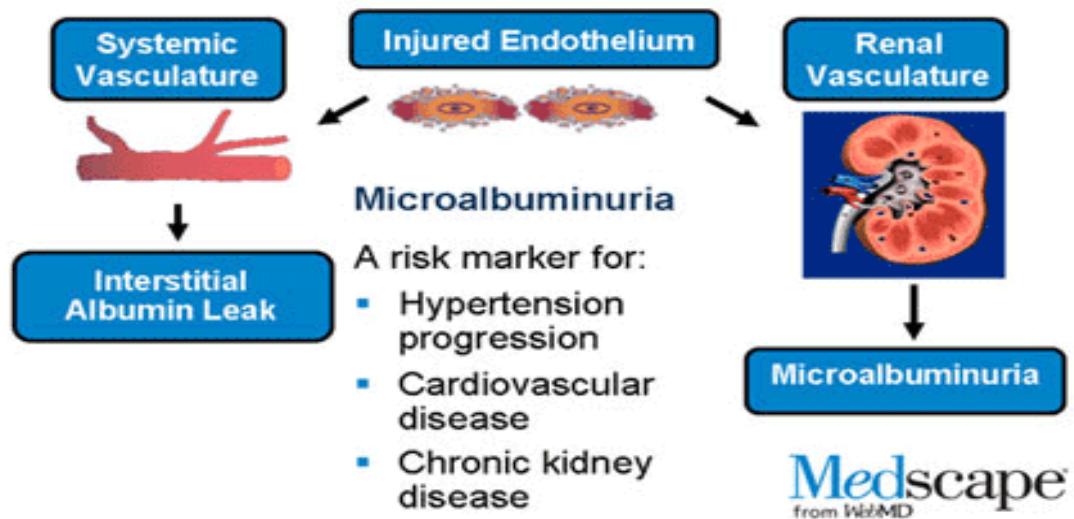 Systemic
Vasculature
Injured Endothelium
Renal
Vasculature
Interstitial
Albumin Leak
Microalbuminuria
A risk marker for:
▪ Hypertension
progression
▪ Cardiovascular
disease
▪ Chronic kidney
disease
Microalbuminuria
Medscape
from WebMD